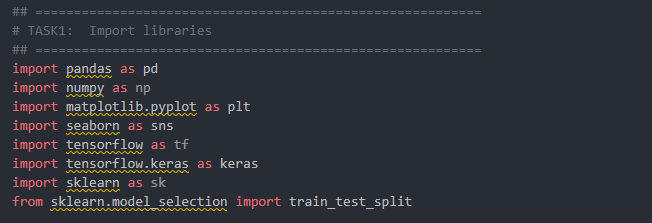 ## =========================================================
# TASK1:  Import libraries
## =========================================================
import pandas as pd
import numpy as np
import matplotlib.pyplot as plt
import seaborn as sns
import tensorflow as tf
import tensorflow.keras as keras
import sklearn as sk
from sklearn.model_selection import train_test_split